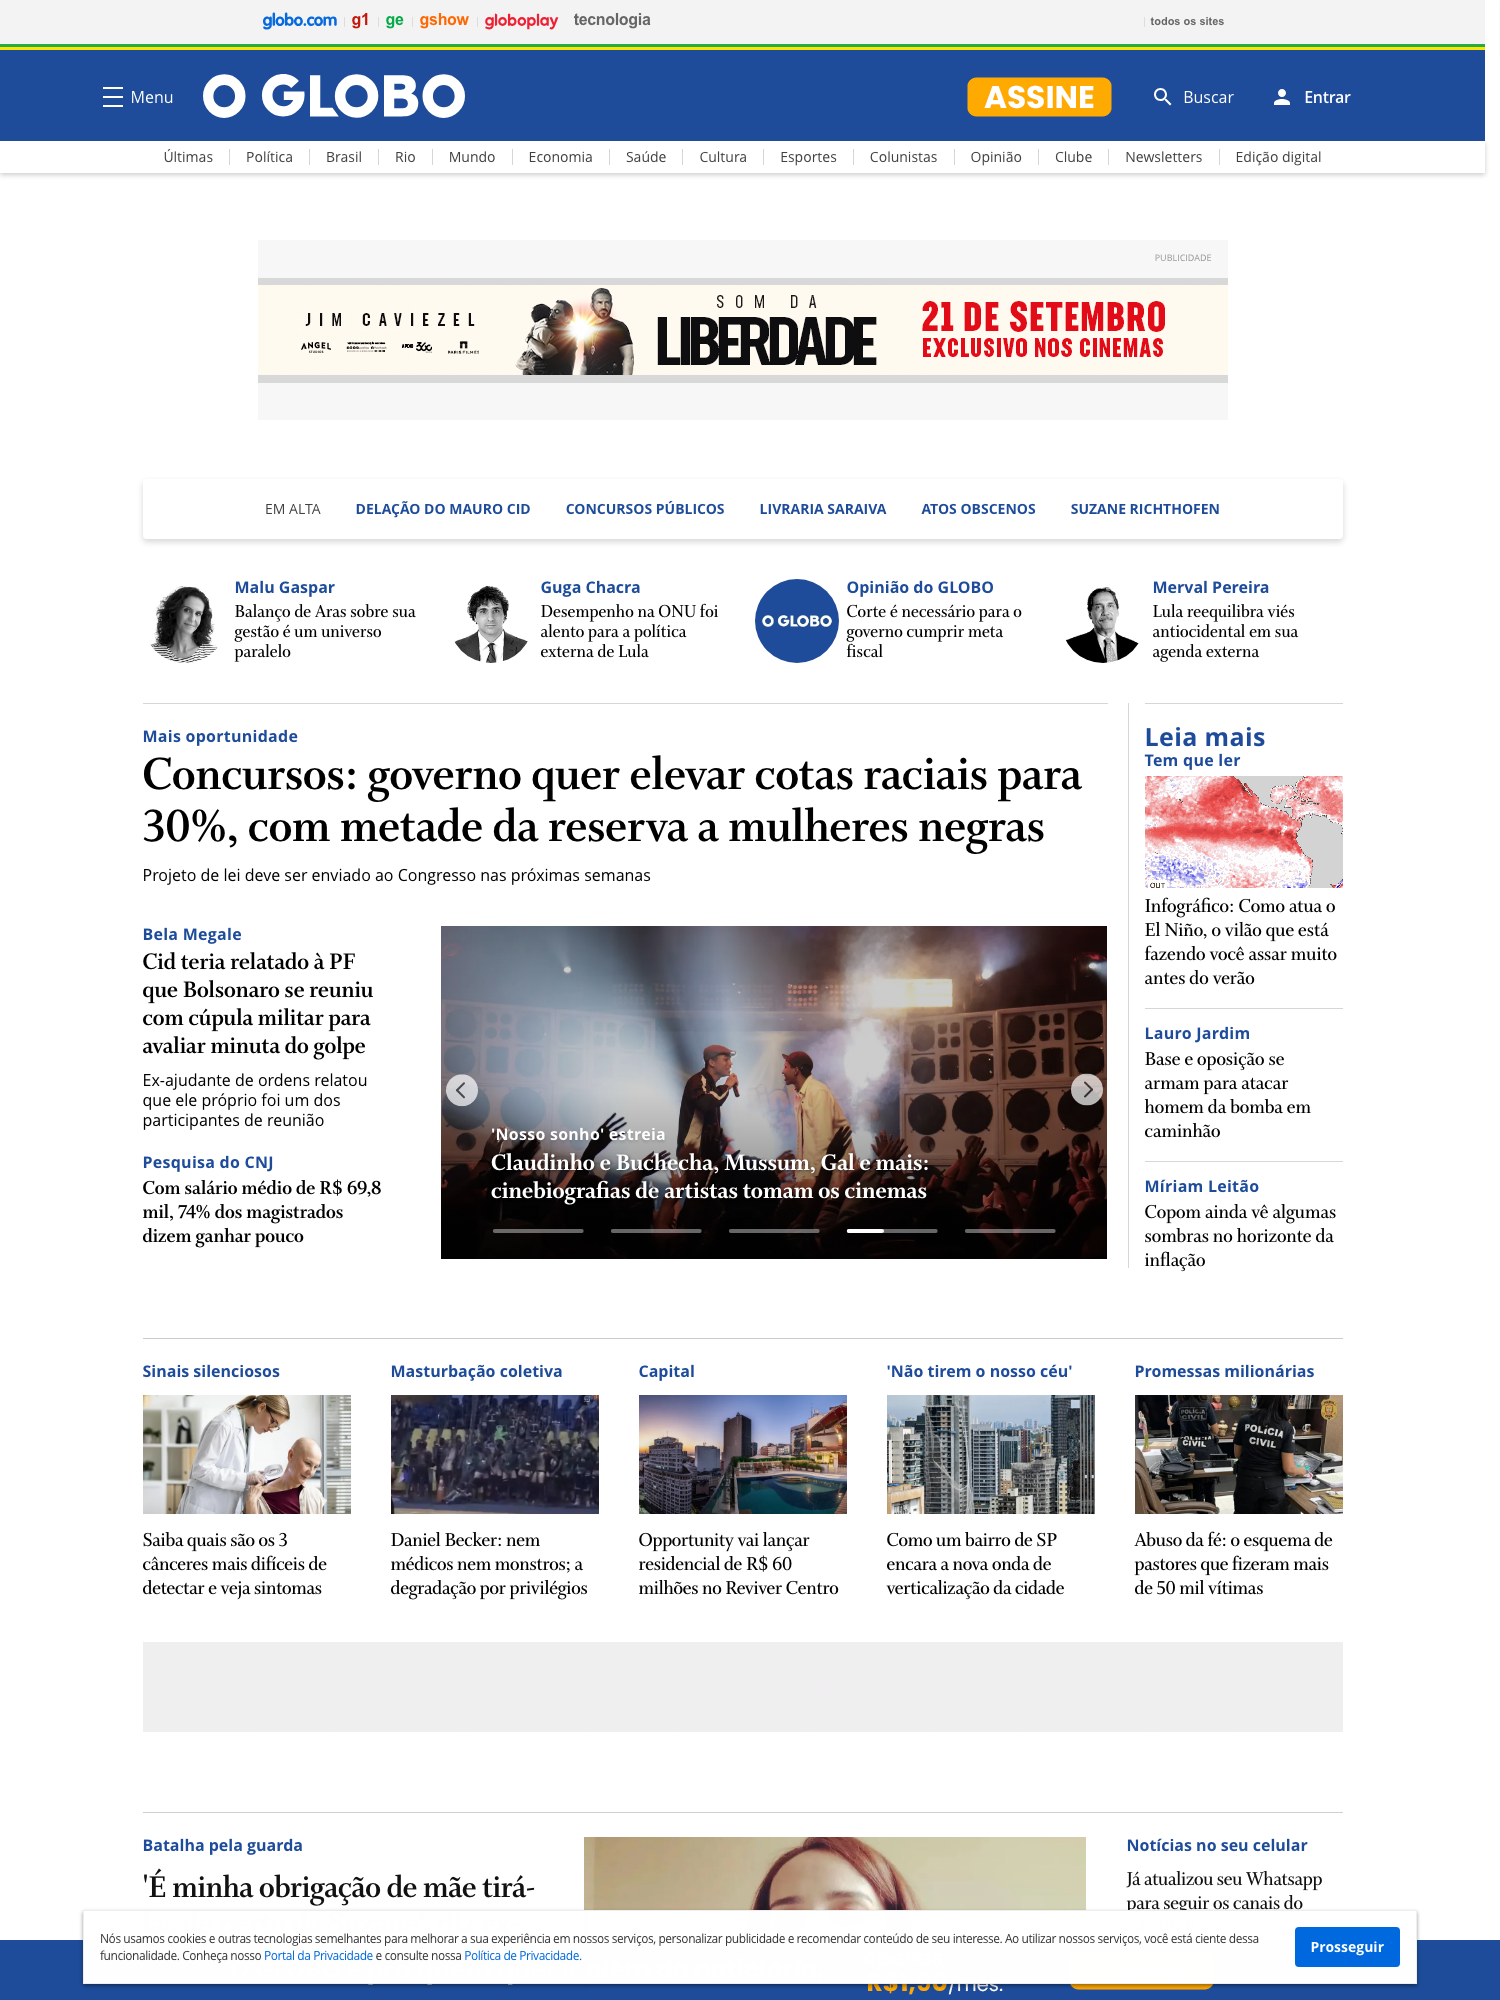 globo.com g1 ge gshow globoplay tecnologia todos os sites
Menu O GLOBO ASSINE Buscar Entrar
Últimas Política Brasil Rio Mundo Economia Saúde Cultura Esportes Colunistas Opinião Clube Newsletters Edição digital
PUBLICIDADE
JIM CAVIEZEL
ANGEL
STUDIOS
360
PARIS FILMES
SOM DA
LIBERDADE
21 DE SETEMBRO
EXCLUSIVO NOS CINEMAS
EM ALTA DELAÇÃO DO MAURO CID CONCURSOS PÚBLICOS LIVRARIA SARAIVA ATOS OBSCENOS SUZANE RICHTHOFEN
Malu Gaspar
Balanço de Aras sobre sua
gestão é um universo
paralelo
Guga Chacra
Desempenho na ONU foi
alento para a política
externa de Lula
O GLOBO
Opinião do GLOBO
Corte é necessário para o
governo cumprir meta
fiscal
Merval Pereira
Lula reequilibra viés
antiocidental em sua
agenda externa
Mais oportunidade
Concursos: governo quer elevar cotas raciais para
30%, com metade da reserva a mulheres negras
Projeto de lei deve ser enviado ao Congresso nas próximas semanas
Bela Megale
Cid teria relatado à PF
que Bolsonaro se reuniu
com cúpula militar para
avaliar minuta do golpe
Ex-ajudante de ordens relatou
que ele próprio foi um dos
participantes de reunião
Pesquisa do CNJ
Com salário médio de R$ 69,8
mil, 74% dos magistrados
dizem ganhar pouco
'Nosso sonho' estreia
Claudinho e Buchecha, Mussum, Gal e mais:
cinebiografias de artistas tomam os cinemas
Leia mais
Tem que ler
OUT
Infográfico: Como atua o
El Niño, o vilão que está
fazendo você assar muito
antes do verão
Lauro Jardim
Base e oposição se
armam para atacar
homem da bomba em
caminhão
Míriam Leitão
Copom ainda vê algumas
sombras no horizonte da
inflação
Sinais silenciosos
Saiba quais são os 3
cânceres mais difíceis de
detectar e veja sintomas
Masturbação coletiva
Daniel Becker: nem
médicos nem monstros; a
degradação por privilégios
Capital
Opportunity vai lançar
residencial de R$ 60
milhões no Reviver Centro
'Não tirem o nosso céu'
Como um bairro de SP
encara a nova onda de
verticalização da cidade
Promessas milionárias
POLÍCIA
CIVIL
POLÍCIA
CIVIL
Abuso da fé: o esquema de
pastores que fizeram mais
de 50 mil vítimas
Batalha pela guarda
'É minha obrigação de mãe tirá-
Notícias no seu celular
Já atualizou seu Whatsapp
para seguir os canais do
Nós usamos cookies e outras tecnologias semelhantes para melhorar a sua experiência em nossos serviços, personalizar publicidade e recomendar conteúdo de seu interesse. Ao utilizar nossos serviços, você está ciente dessa
funcionalidade. Conheça nosso Portal da Privacidade e consulte nossa Política de Privacidade.
Prosseguir
R$1,90/mês.